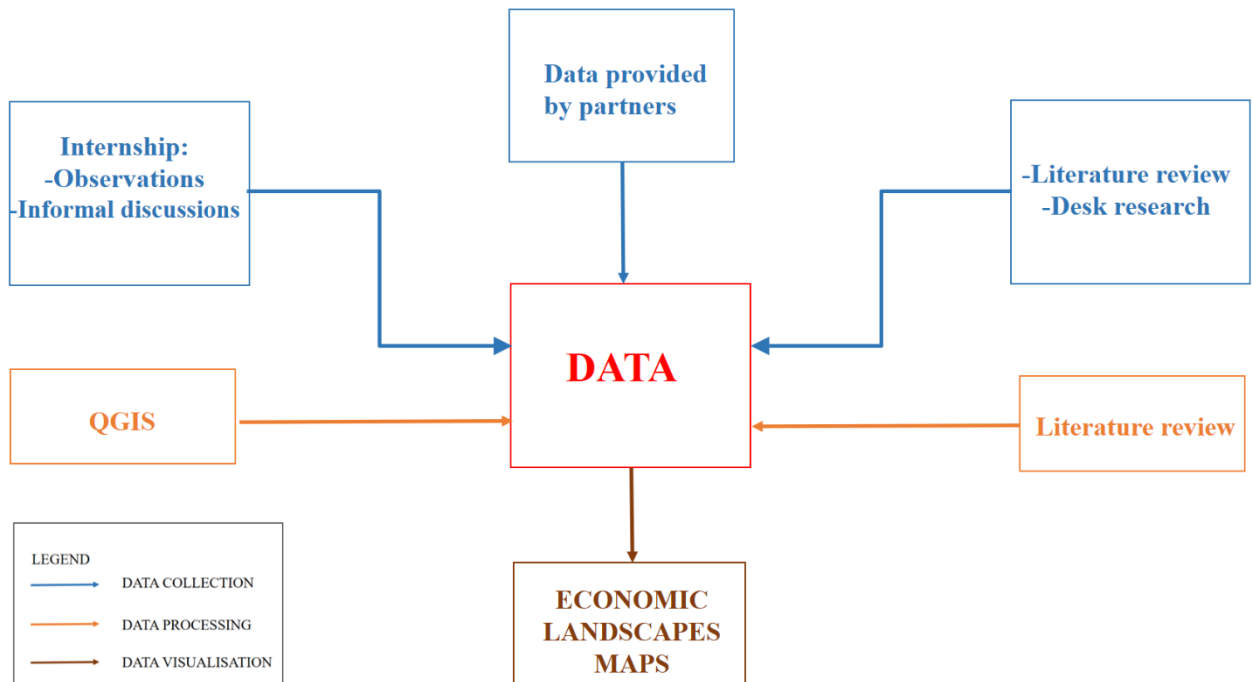 Data provided
by partners
Internship:
-Observations
-Informal discussions
-Literature review
-Desk research
DATA
QGIS
Literature review
LEGEND
DATA COLLECTION
DATA PROCESSING
DATA VISUALISATION
ECONOMIC
LANDSCAPES
MAPS